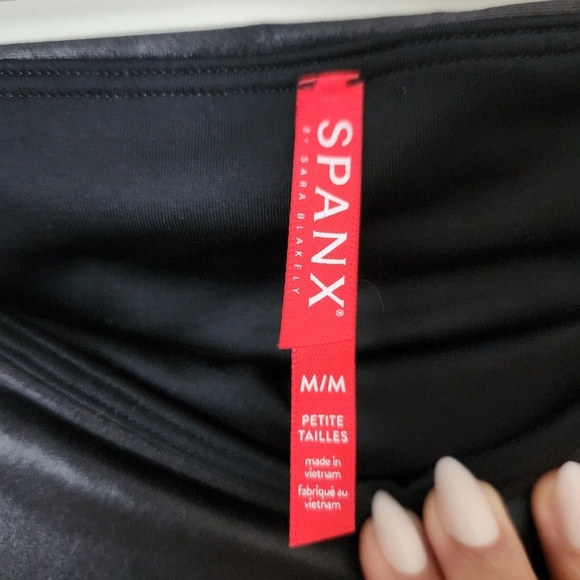 SPANX®
BY SARA BLAKELY
M/M
PETITE
TAILLES
made in
vietnam
fabriqué au
vietnam